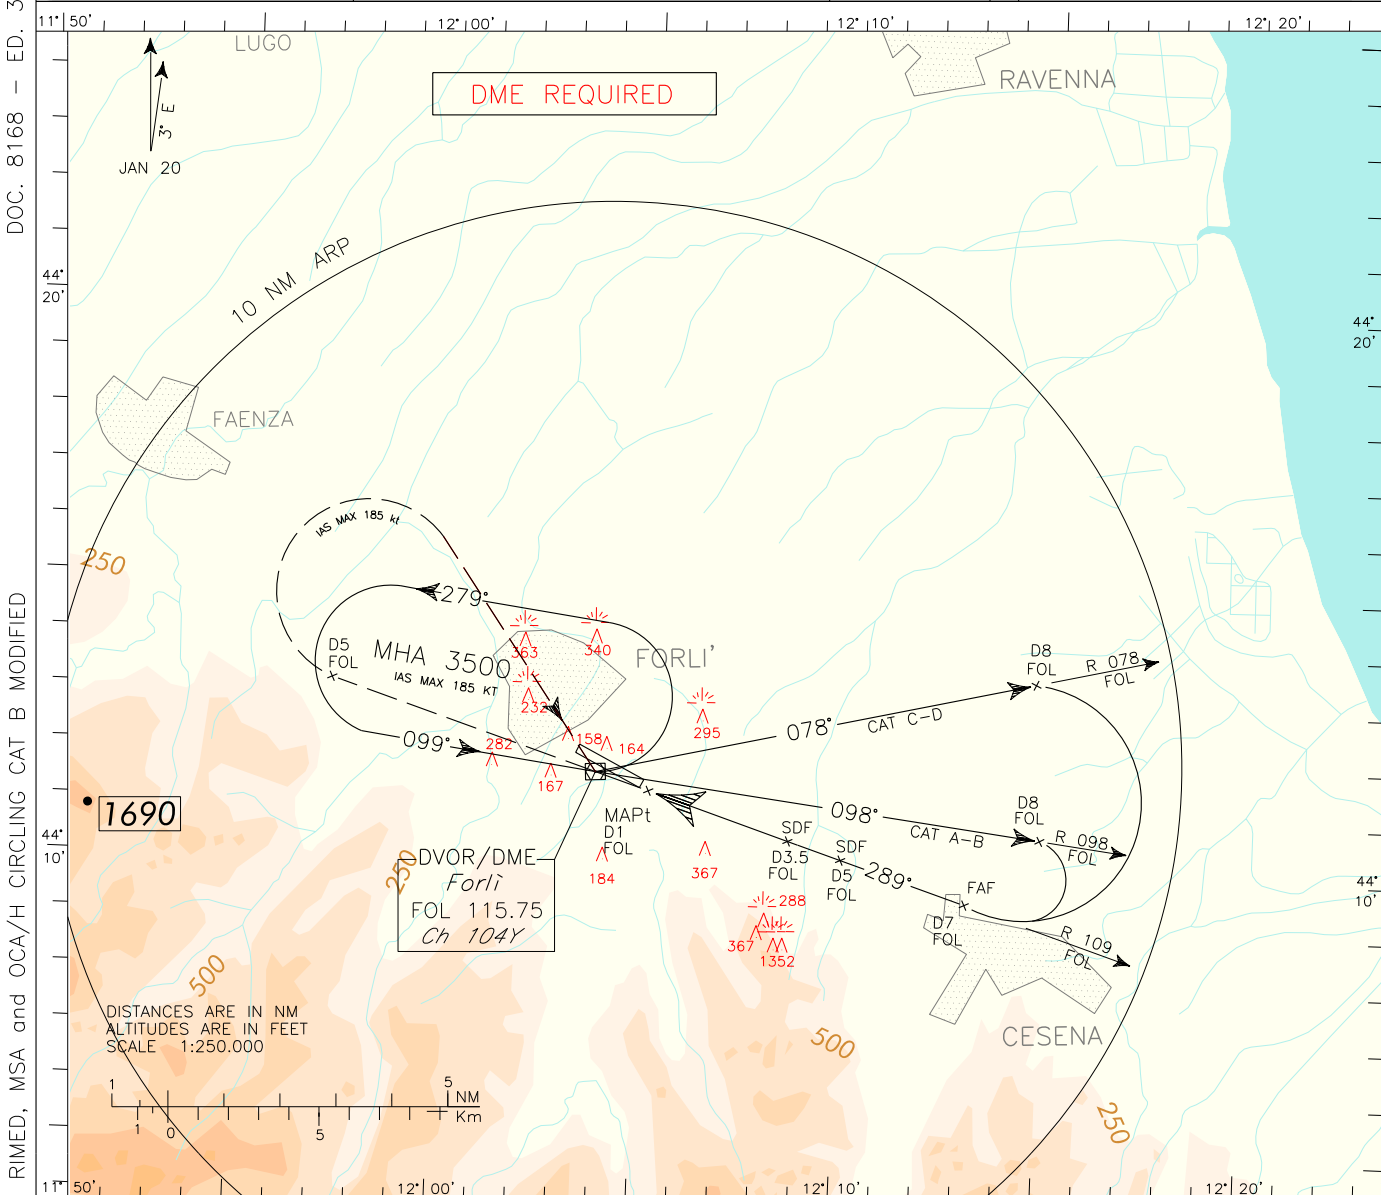 11° 50'
12° 00'
12° 10'
12° 20'
DOC. 8168 - ED. 3
LUGO
DME REQUIRED
RAVENNA
3° E
JAN 20
10 NM ARP
44°
20'
44°
20'
FAENZA
250
IAS MAX 185 kt
279°
363
340
FORLI'
D5
FOL
MHA 3500
IAS MAX 185 KT
232
295
D8
FOL
R 078
FOL
078°
CAT C-D
099°
282
158
164
167
1690
098°
CAT A-B
D8
FOL
R 098
FOL
MAPt
D1
FOL
SDF
D3.5
FOL
SDF
D5
FOL
289°
FAF
D7
FOL
44°
10'
44°
10'
250
184
367
DVOR/DME
Forlì
FOL 115.75
Ch 104Y
288
367
1352
R 109
FOL
500
CESENA
500
250
DISTANCES ARE IN NM
ALTITUDES ARE IN FEET
SCALE 1:250.000
1
5
NM
Km
1
0
5
RIMED, MSA and OCA/H CIRCLING CAT B MODIFIED
11° 50'
12° 00'
12° 10'
12° 20'